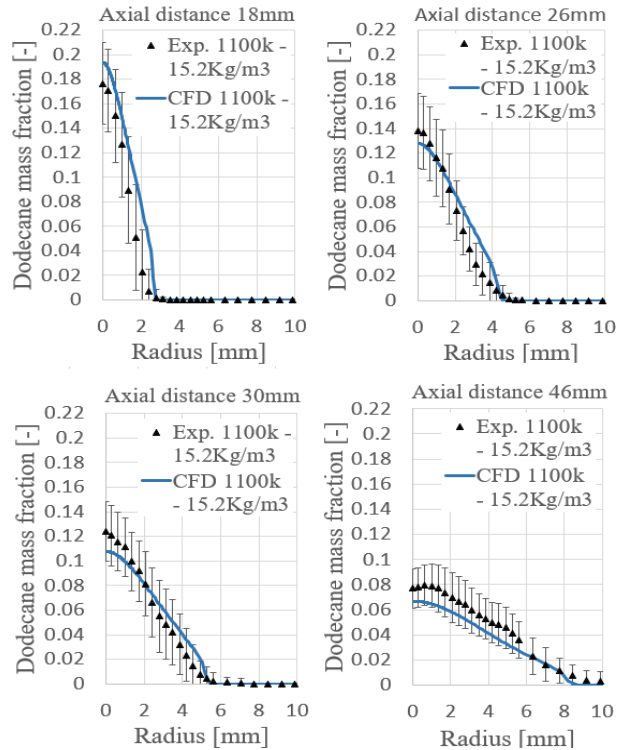 Axial distance 18mm
Dodecane mass fraction [-]
0.22
0.2
0.18
0.16
0.14
0.12
0.1
0.08
0.06
0.04
0.02
0
Exp. 1100k -
15.2Kg/m3
CFD 1100k -
15.2Kg/m3
0 2 4 6 8 10
Radius [mm]
Axial distance 26mm
Dodecane mass fraction [-]
0.22
0.2
0.18
0.16
0.14
0.12
0.1
0.08
0.06
0.04
0.02
0
Exp. 1100k
- 15.2Kg/m3
CFD 1100k
- 15.2Kg/m3
0 2 4 6 8 10
Radius [mm]
Axial distance 30mm
Dodecane mass fraction [-]
0.22
0.2
0.18
0.16
0.14
0.12
0.1
0.08
0.06
0.04
0.02
0
Exp. 1100k -
15.2Kg/m3
CFD 1100k
- 15.2Kg/m3
0 2 4 6 8 10
Radius [mm]
Axial distance 46mm
Dodecane mass fraction [-]
0.22
0.2
0.18
0.16
0.14
0.12
0.1
0.08
0.06
0.04
0.02
0
Exp. 1100k
- 15.2Kg/m3
CFD 1100k
- 15.2Kg/m3
0 2 4 6 8 10
Radius [mm]